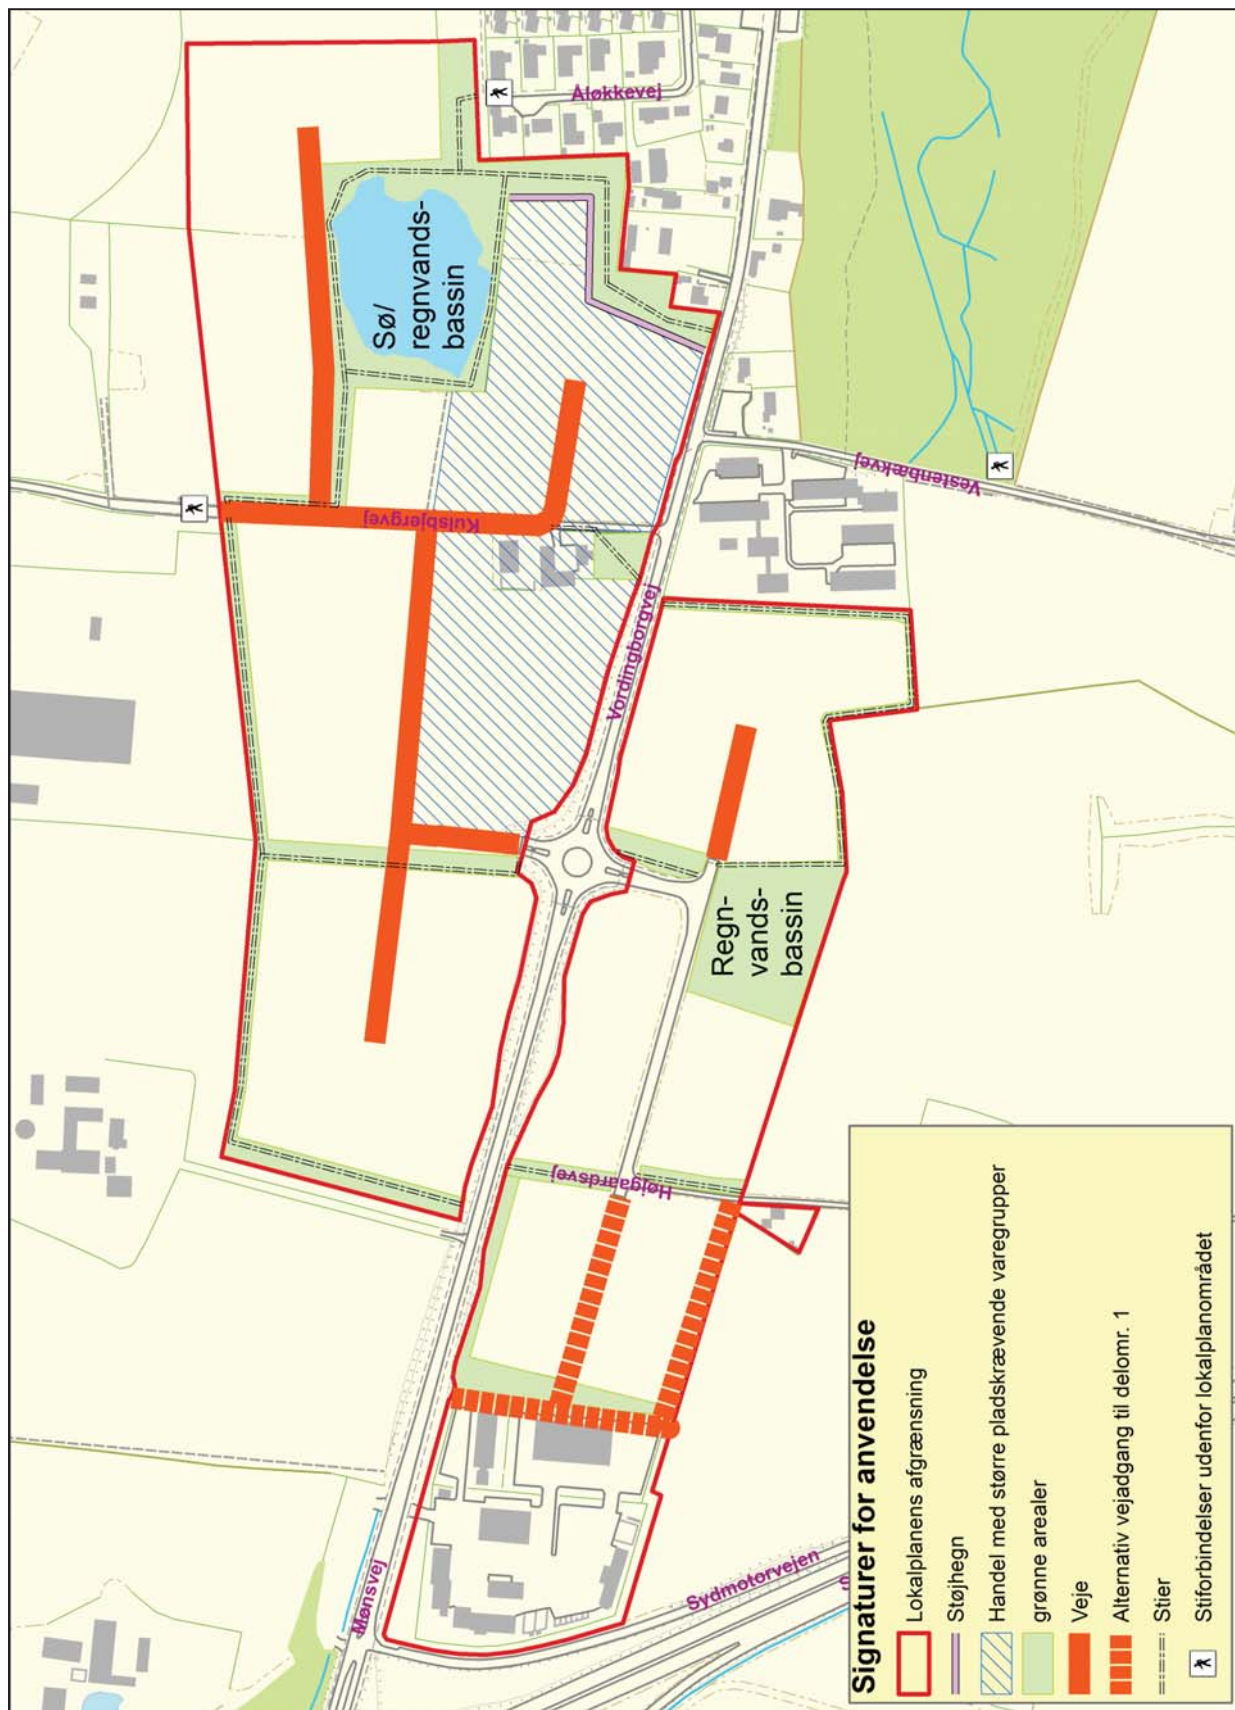 Aløkkevej
Sø/
regnvands-
bassin
Kulsbjergvej
Vestenbækvej
Vordingborgvej
Regn-
vands-
bassin
Højgaardsvej
Mønsvej
Sydmotorvejen
S
Signaturer for anvendelse
Lokalplanens afgrænsning
Støjhegn
Handel med større pladskrævende varegrupper
grønne arealer
Veje
Alternativ vejadgang til delomr. 1
Stier
Stiforbindelser udenfor lokalplanområdet